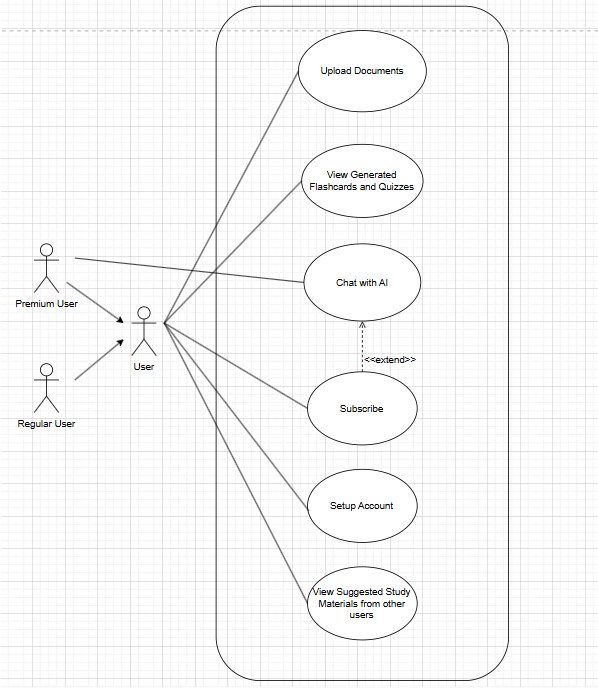 Upload Documents
View Generated
Flashcards and Quizzes
Chat with AI
Premium User
User
<<extend>>
Regular User
Subscribe
Setup Account
View Suggested Study
Materials from other
users